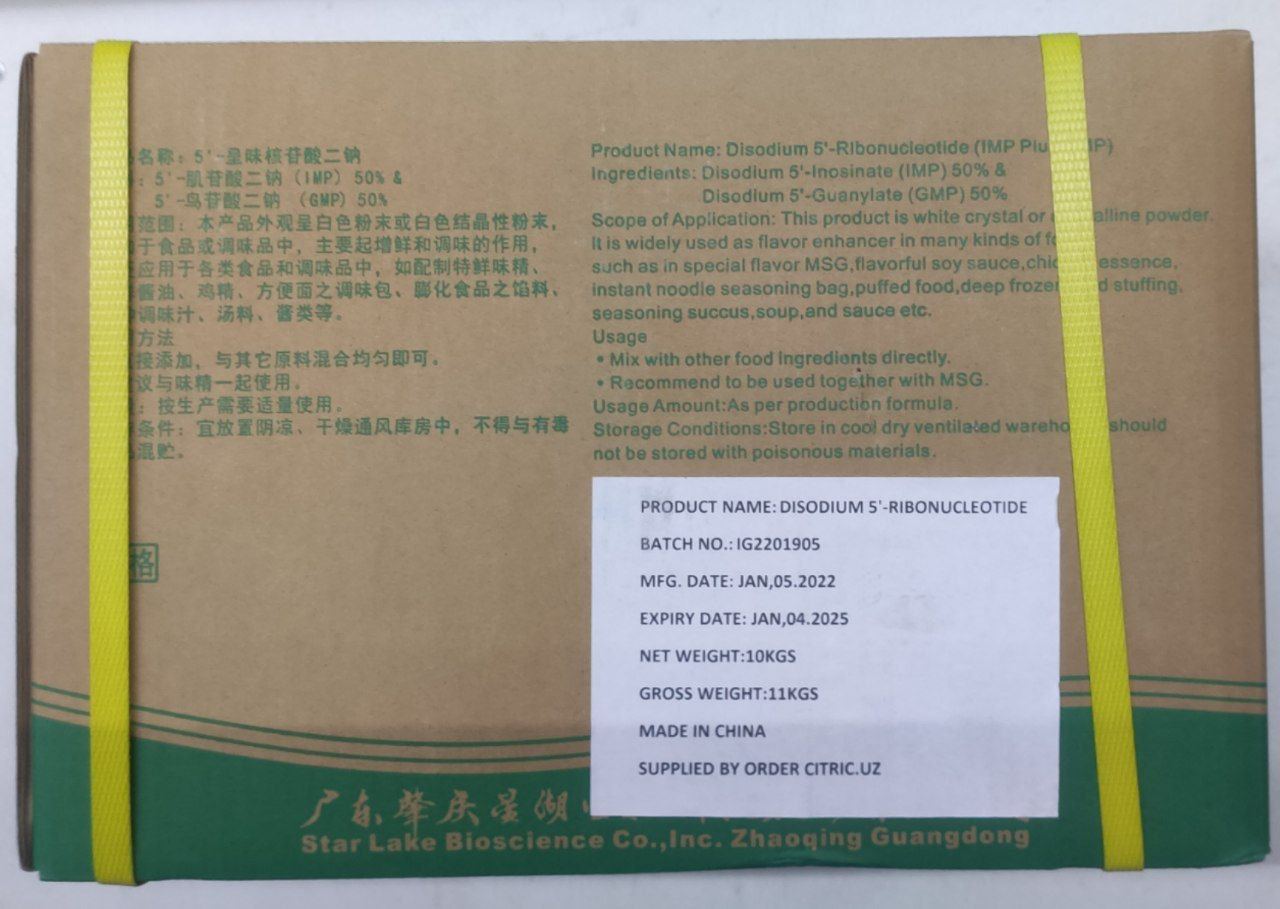 名称：5'-呈味核苷酸二钠
：5'-肌苷酸二钠（IMP）50% &
5'-鸟苷酸二钠 （GMP）50%
范围：本产品外观呈白色粉末或白色结晶性粉末，
于食品或调味品中，主要起增鲜和调味的作用，
应用于各类食品和调味品中，如配制特鲜味精、
酱油、鸡精、方便面之调味包、膨化食品之馅料、
调味汁、汤料、酱类等。
方法
接添加，与其它原料混合均匀即可。
议与味精一起使用。
：按生产需要适量使用。
条件：宜放置阴凉、干燥通风库房中，不得与有毒
混贮。
格
Product Name: Disodium 5'-Ribonucleotide (IMP Plu
Ingredients: Disodium 5'-Inosinate (IMP) 50% &
Disodium 5'-Guanylate (GMP) 50%
Scope of Application: This product is white crystal or powder.
It is widely used as flavor enhancer in many kinds of
such as in special flavor MSG,flavorful soy sauce,chi essence,
instant noodle seasoning bag,puffed food,deep frozen stuffing,
seasoning succus,soup,and sauce etc.
Usage
• Mix with other food ingredients directly.
• Recommend to be used together with MSG.
Usage Amount:As per production formula.
Storage Conditions:Store in cool dry ventilated wareho should
not be stored with poisonous materials.
PRODUCT NAME: DISODIUM 5'-RIBONUCLEOTIDE
BATCH NO.: IG2201905
MFG. DATE: JAN,05.2022
EXPIRY DATE: JAN,04.2025
NET WEIGHT:10KGS
GROSS WEIGHT:11KGS
MADE IN CHINA
SUPPLIED BY ORDER CITRIC.UZ
广东肇庆星湖
Star Lake Bioscience Co.,Inc. Zhaoqing Guangdong